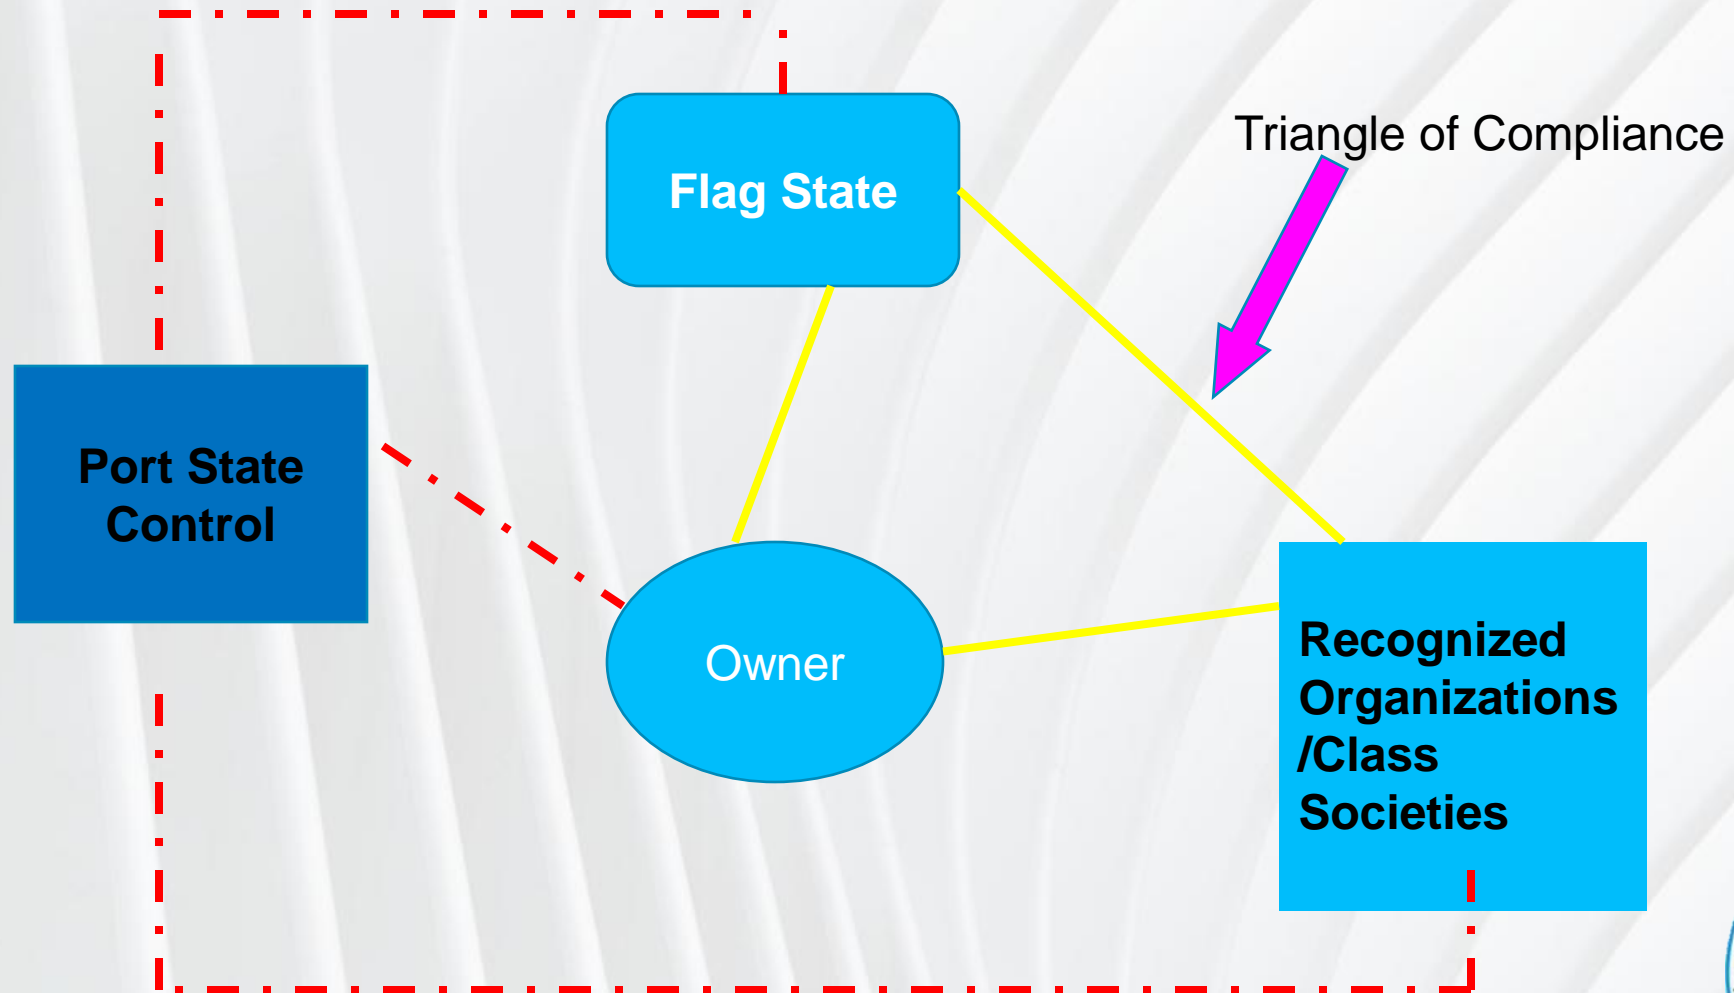 Triangle of Compliance
Flag State
Port State
Control
Owner
Recognized
Organizations
/Class
Societies